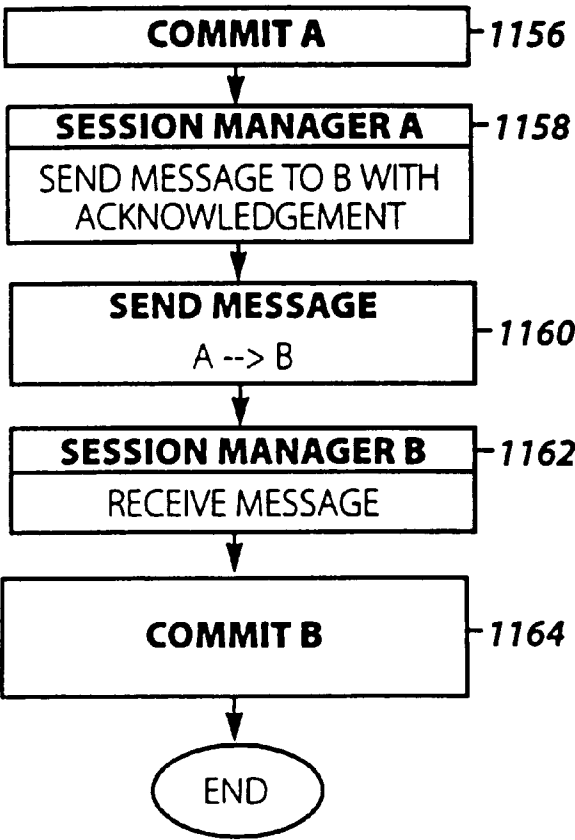 COMMIT A
1156
SESSION MANAGER A
1158
SEND MESSAGE TO B WITH
ACKNOWLEDGEMENT
SEND MESSAGE
1160
A --> B
SESSION MANAGER B
1162
RECEIVE MESSAGE
COMMIT B
1164
END